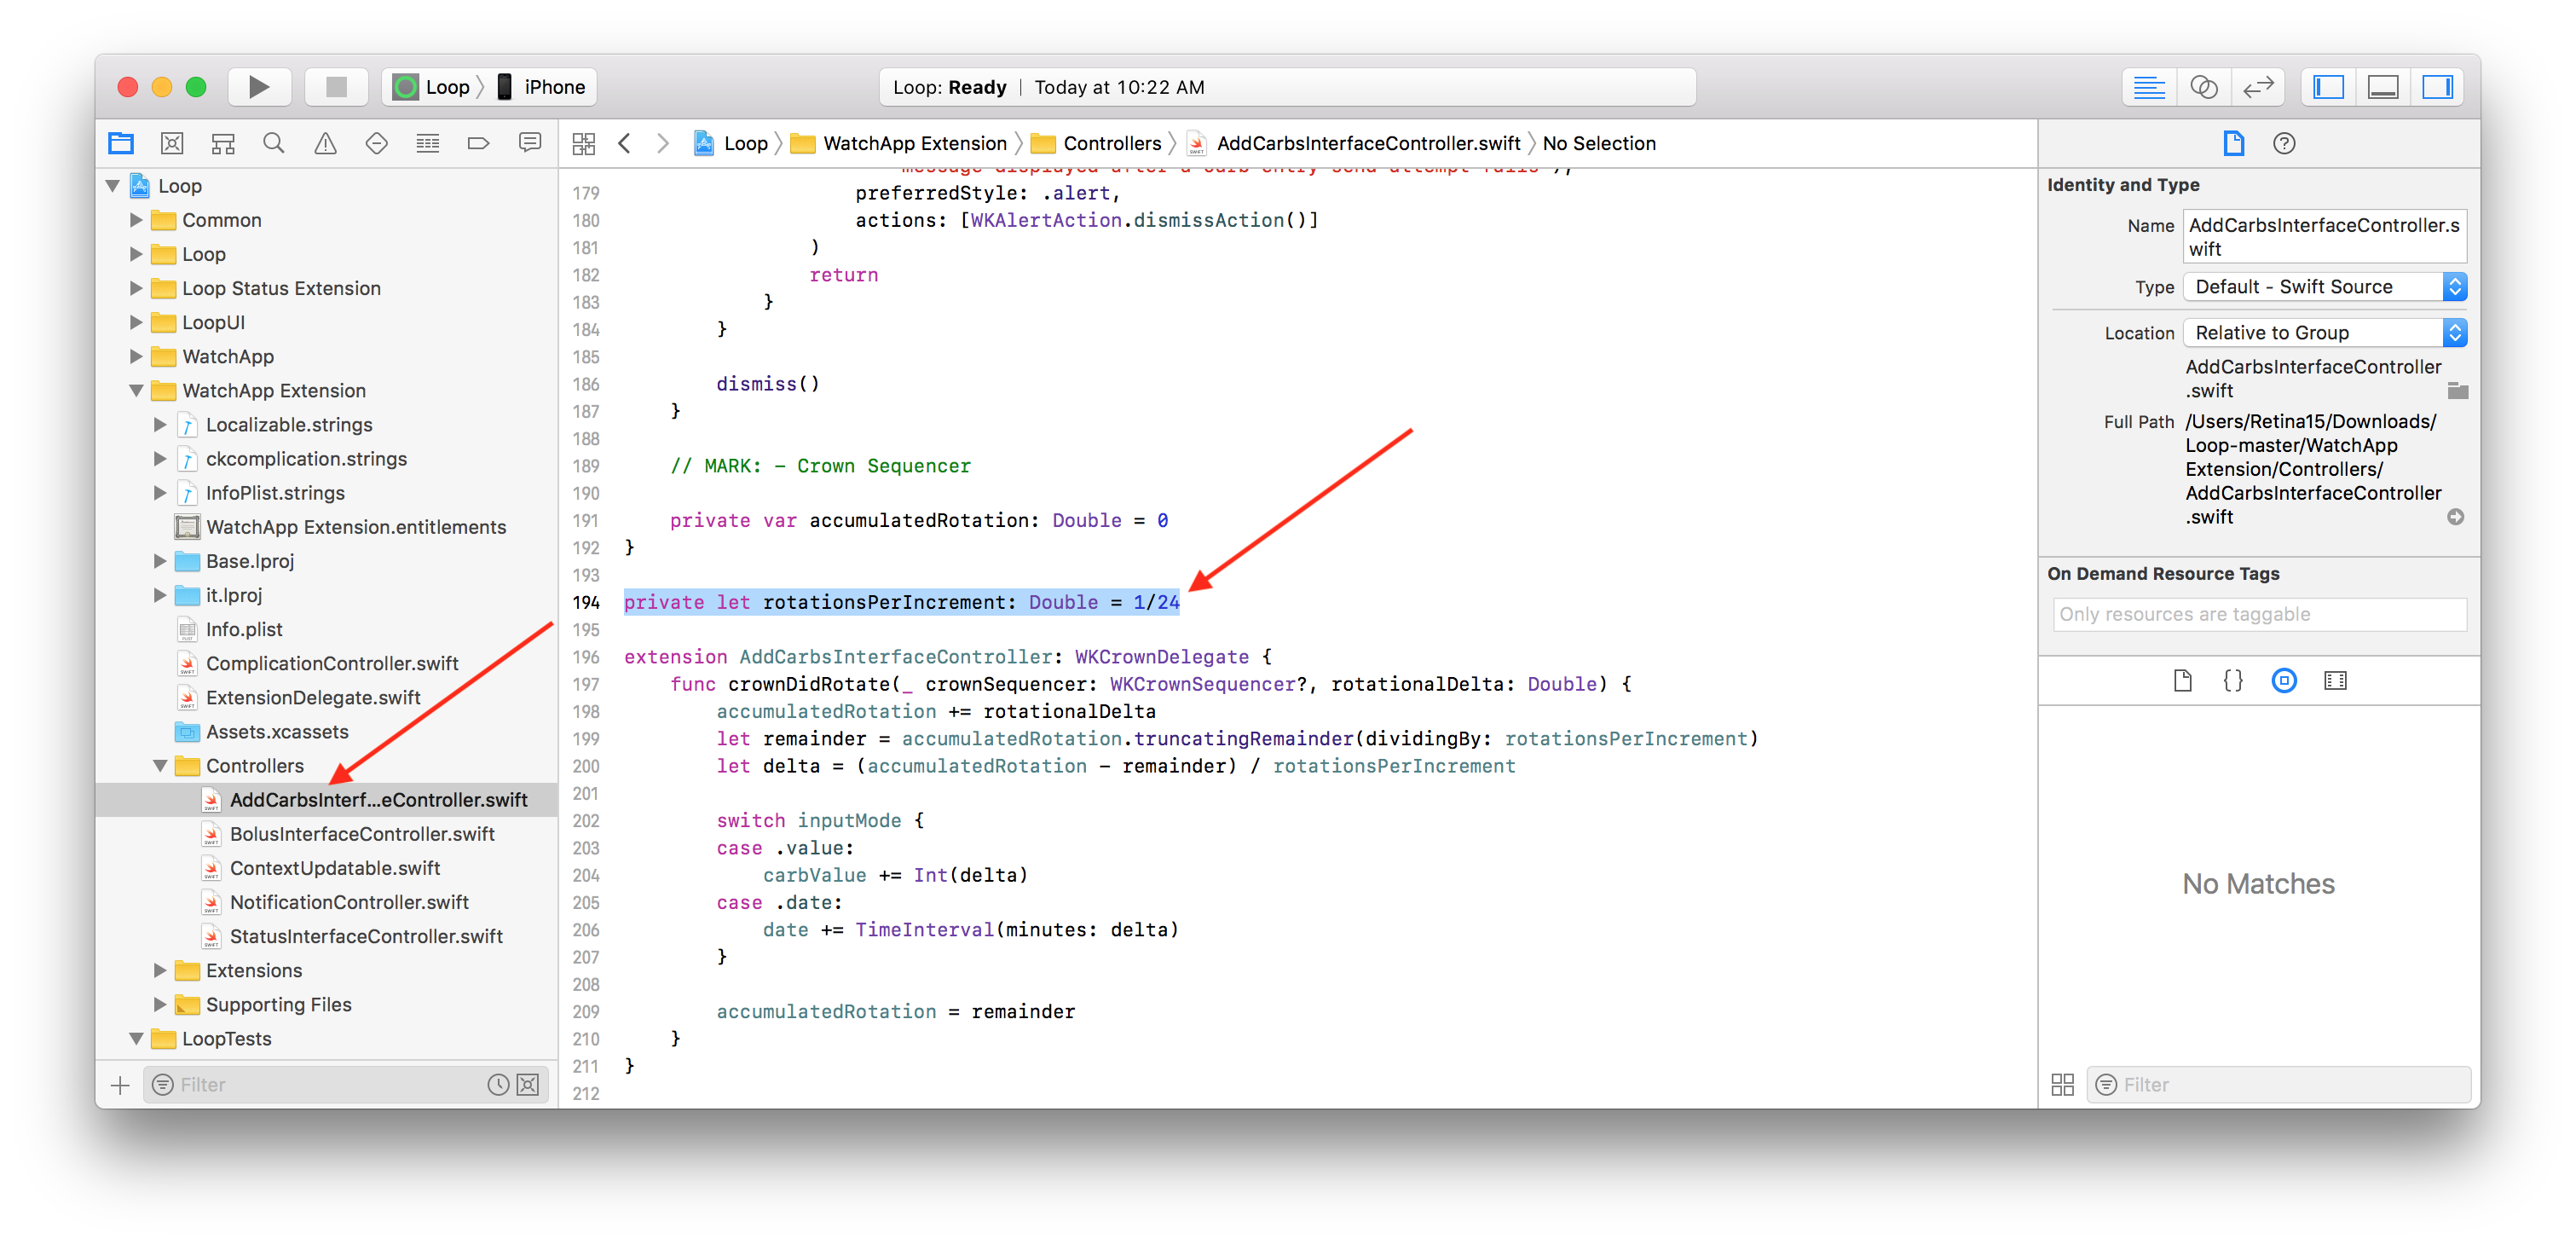 Loop 〉 iPhone
Loop: Ready | Today at 10:22 AM
Loop 〉 WatchApp Extension 〉 Controllers 〉 AddCarbsInterfaceController.swift 〉 No Selection
Loop
Common
Loop
Loop Status Extension
LoopUI
WatchApp
WatchApp Extension
Localizable.strings
ckcomplication.strings
InfoPlist.strings
WatchApp Extension.entitlements
Base.lproj
it.lproj
Info.plist
ComplicationController.swift
ExtensionDelegate.swift
Assets.xcassets
Controllers
AddCarbsInterf...eController.swift
BolusInterfaceController.swift
ContextUpdatable.swift
NotificationController.swift
StatusInterfaceController.swift
Extensions
Supporting Files
LoopTests
Filter
message displayed after a carb entry send attempt fails"),
179 preferredStyle: .alert,
180 actions: [WKAlertAction.dismissAction()]
181 )
182 return
183 }
184 }
185
186 dismiss()
187 }
188
189 // MARK: - Crown Sequencer
190
191 private var accumulatedRotation: Double = 0
192 }
193
194 private let rotationsPerIncrement: Double = 1/24
195
196 extension AddCarbsInterfaceController: WKCrownDelegate {
197 func crownDidRotate(_ crownSequencer: WKCrownSequencer?, rotationalDelta: Double) {
198 accumulatedRotation += rotationalDelta
199 let remainder = accumulatedRotation.truncatingRemainder(dividingBy: rotationsPerIncrement)
200 let delta = (accumulatedRotation - remainder) / rotationsPerIncrement
201
202 switch inputMode {
203 case .value:
204 carbValue += Int(delta)
205 case .date:
206 date += TimeInterval(minutes: delta)
207 }
208
209 accumulatedRotation = remainder
210 }
211 }
212
Identity and Type
Name AddCarbsInterfaceController.s
wift
Type Default - Swift Source
Location Relative to Group
AddCarbsInterfaceController
.swift
Full Path /Users/Retina15/Downloads/
Loop-master/WatchApp
Extension/Controllers/
AddCarbsInterfaceController
.swift
On Demand Resource Tags
Only resources are taggable
{ }
No Matches
Filter